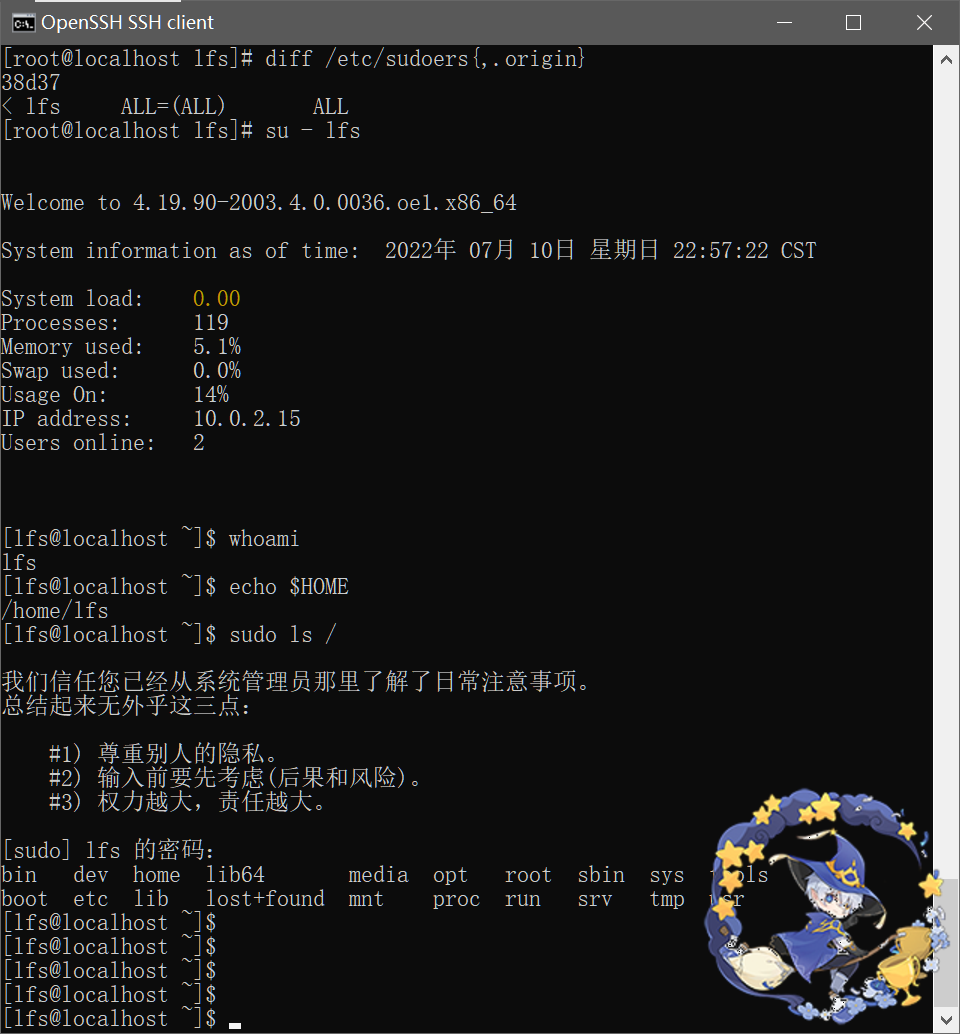 OpenSSH SSH client
[root@localhost lfs]# diff /etc/sudoers{,.origin}
38d37
< lfs     ALL=(ALL)       ALL
[root@localhost lfs]# su - lfs
Welcome to 4.19.90-2003.4.0.0036.oe1.x86_64
System information as of time:  2022年 07月 10日 星期日 22:57:22 CST
System load:    0.00
Processes:      119
Memory used:    5.1%
Swap used:      0.0%
Usage On:       14%
IP address:     10.0.2.15
Users online:   2
[lfs@localhost ~]$ whoami
lfs
[lfs@localhost ~]$ echo $HOME
/home/lfs
[lfs@localhost ~]$ sudo ls /
我们信任您已经从系统管理员那里了解了日常注意事项。
总结起来无外乎这三点：
#1) 尊重别人的隐私。
#2) 输入前要先考虑(后果和风险)。
#3) 权力越大，责任越大。
[sudo] lfs 的密码：
bin   dev  home  lib64       media  opt   root  sbin  sys
boot  etc  lib   lost+found  mnt    proc  run   srv   tmp  usr
[lfs@localhost ~]$
[lfs@localhost ~]$
[lfs@localhost ~]$
[lfs@localhost ~]$
[lfs@localhost ~]$